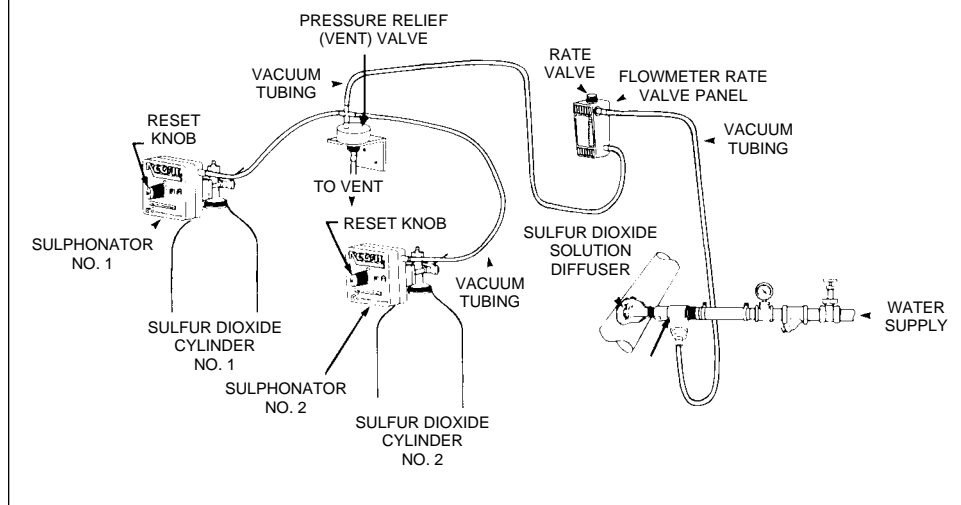 PRESSURE RELIEF
(VENT) VALVE
VACUUM
TUBING
RATE
VALVE
FLOWMETER RATE
VALVE PANEL
VACUUM
TUBING
RESET
KNOB
TO VENT
RESET KNOB
SULPHONATOR
NO. 1
SULFUR DIOXIDE
SOLUTION
DIFFUSER
VACUUM
TUBING
WATER
SUPPLY
SULFUR DIOXIDE
CYLINDER
NO. 1
SULPHONATOR
NO. 2
SULFUR DIOXIDE
CYLINDER
NO. 2